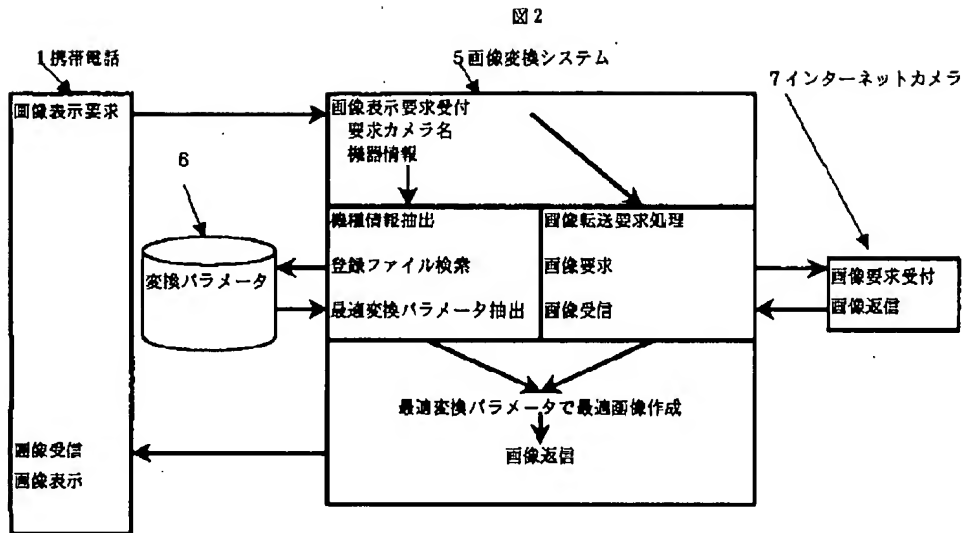 図2
1携帯電話
5画像変換システム
7インターネットカメラ
画像表示要求
画像表示要求受付
要求カメラ名
機器情報
6
機種情報抽出
画像転送要求処理
変換パラメータ
登録ファイル検索
画像要求
最適変換パラメータ抽出
画像受信
画像要求受付
画像返信
最適変換パラメータで最適画像作成
画像返信
画像受信
画像表示